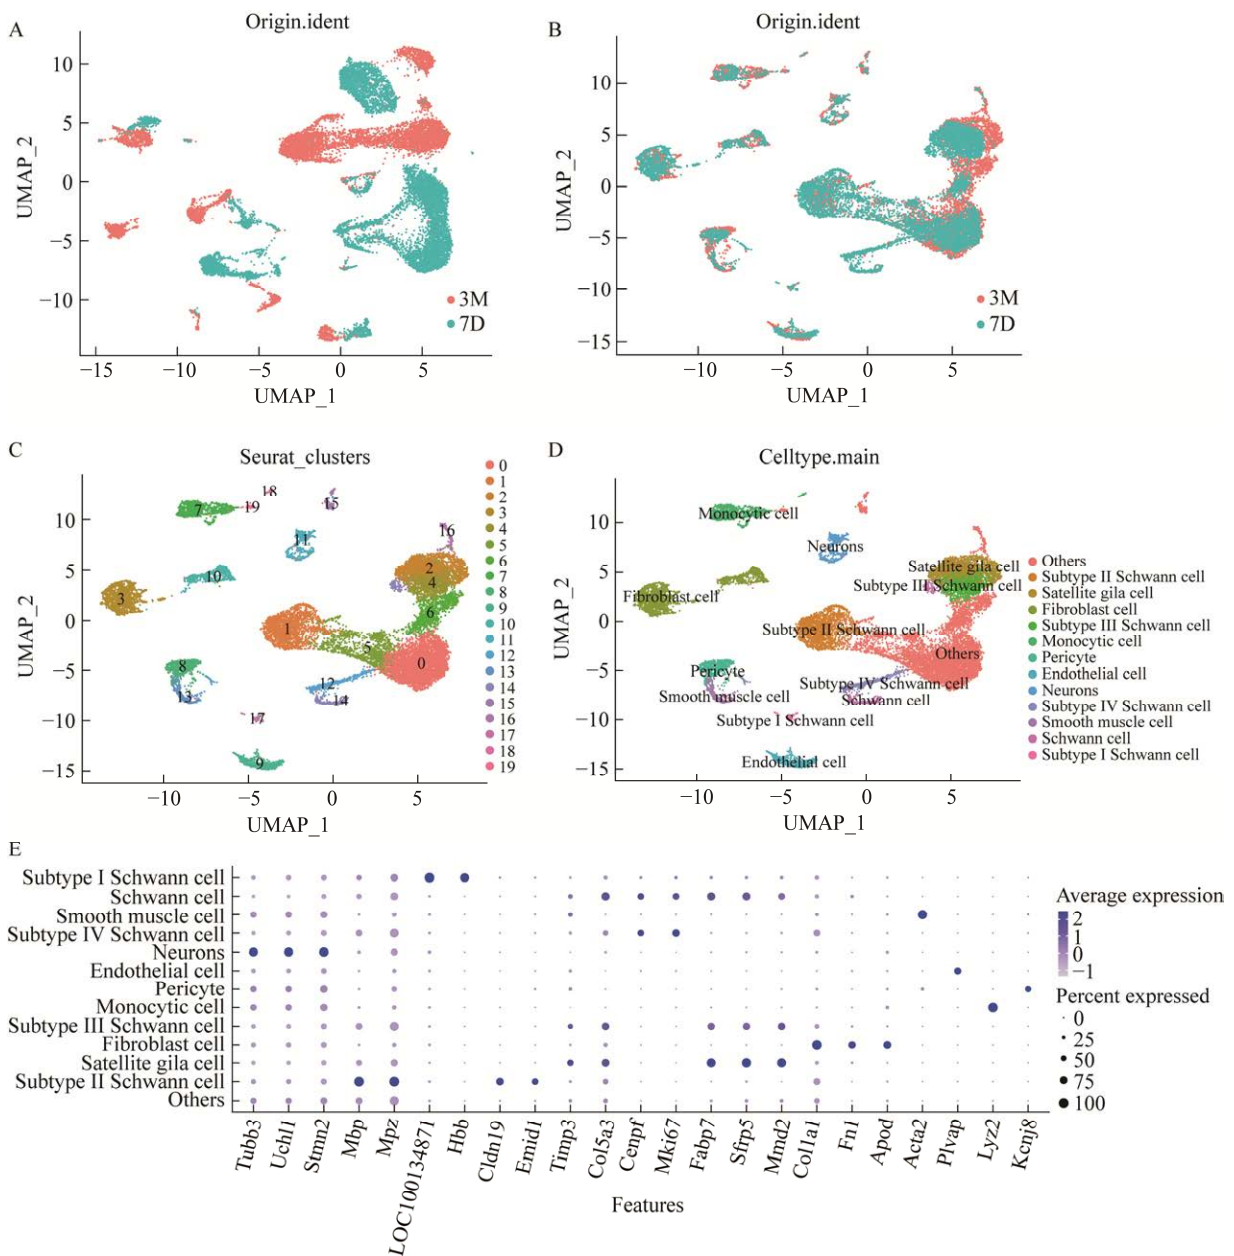 A
Origin.ident
UMAP_2
10
5
0
−5
−10
3M
7D
−15
−10
−5
0
5
UMAP_1
B
Origin.ident
UMAP_2
10
5
0
−5
−10
−15
3M
7D
−10
−5
0
5
UMAP_1
C
Seurat_clusters
UMAP_2
10
5
0
−5
−10
−15
18
7
19
15
11
16
10
2
4
3
6
1
5
0
8
12
13
14
17
9
−10
−5
0
5
UMAP_1
0
1
2
3
4
5
6
7
8
9
10
11
12
13
14
15
16
17
18
19
D
Celltype.main
UMAP_2
10
5
0
−5
−10
−15
Monocytic cell
Neurons
Satellite gila cell
Subtype III Schwann cell
Fibroblast cell
Subtype II Schwann cell
Others
Pericyte
Subtype IV Schwann cell
Smooth muscle cell
Schwann cell
Subtype I Schwann cell
Endothelial cell
−10
−5
0
5
UMAP_1
Others
Subtype II Schwann cell
Satellite gila cell
Fibroblast cell
Subtype III Schwann cell
Monocytic cell
Pericyte
Endothelial cell
Neurons
Subtype IV Schwann cell
Smooth muscle cell
Schwann cell
Subtype I Schwann cell
E
Subtype I Schwann cell
Schwann cell
Smooth muscle cell
Subtype IV Schwann cell
Neurons
Endothelial cell
Pericyte
Monocytic cell
Subtype III Schwann cell
Fibroblast cell
Satellite gila cell
Subtype II Schwann cell
Others
Tubb3
Uchl1
Stmn2
Mbp
Mpz
LOC100134871
Hbb
Cldn19
Emid1
Timp3
Col5a3
Cenpf
Mki67
Fabp7
Sfrp5
Mmd2
Col1a1
Fn1
Apod
Acta2
Plvap
Lyz2
Kcnj8
Features
Average expression
2
1
0
−1
Percent expressed
0
25
50
75
100